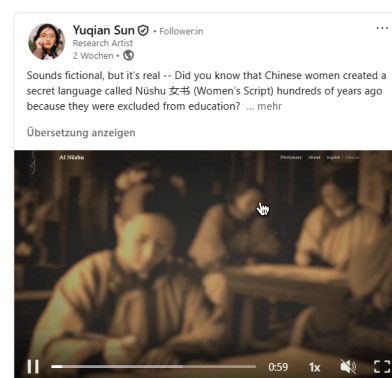 Yuqian Sun • Follower:in
Research Artist
2 Wochen •
Sounds fictional, but it's real -- Did you know that Chinese women created a
secret language called Nüshu 女书 (Women's Script) hundreds of years ago
because they were excluded from education? ... mehr
Übersetzung anzeigen
AI Nüshu
Dictionary About English / Chinese
0:59 1x